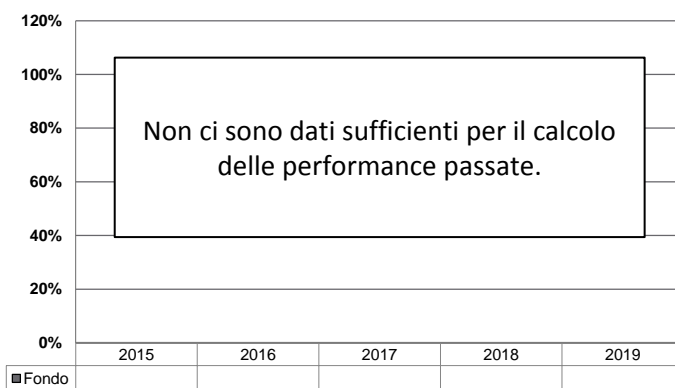 120%
100%
80%
60%
40%
20%
0%
Non ci sono dati sufficienti per il calcolo
delle performance passate.
2015 2016 2017 2018 2019
Fondo